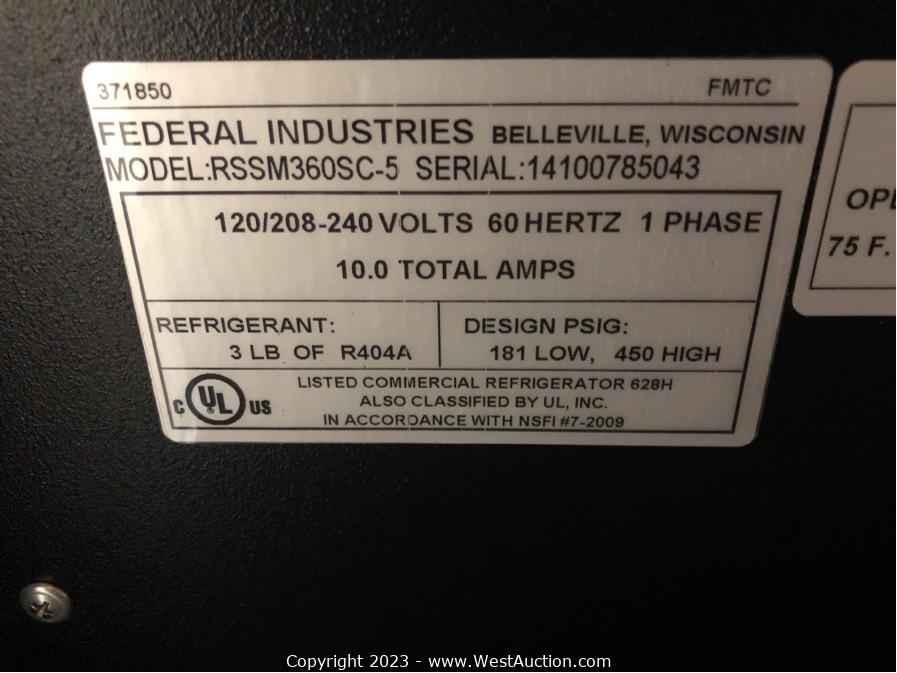 371850 FMTC
FEDERAL INDUSTRIES BELLEVILLE, WISCONSIN
MODEL:RSSM360SC-5 SERIAL:14100785043
120/208-240 VOLTS 60 HERTZ 1 PHASE
10.0 TOTAL AMPS
REFRIGERANT:
3 LB OF R404A
DESIGN PSIG:
181 LOW, 450 HIGH
C UL US
LISTED COMMERCIAL REFRIGERATOR 628H
ALSO CLASSIFIED BY UL, INC.
IN ACCORDANCE WITH NSFI #7-2009
75 F.
Copyright 2023 - www.WestAuction.com